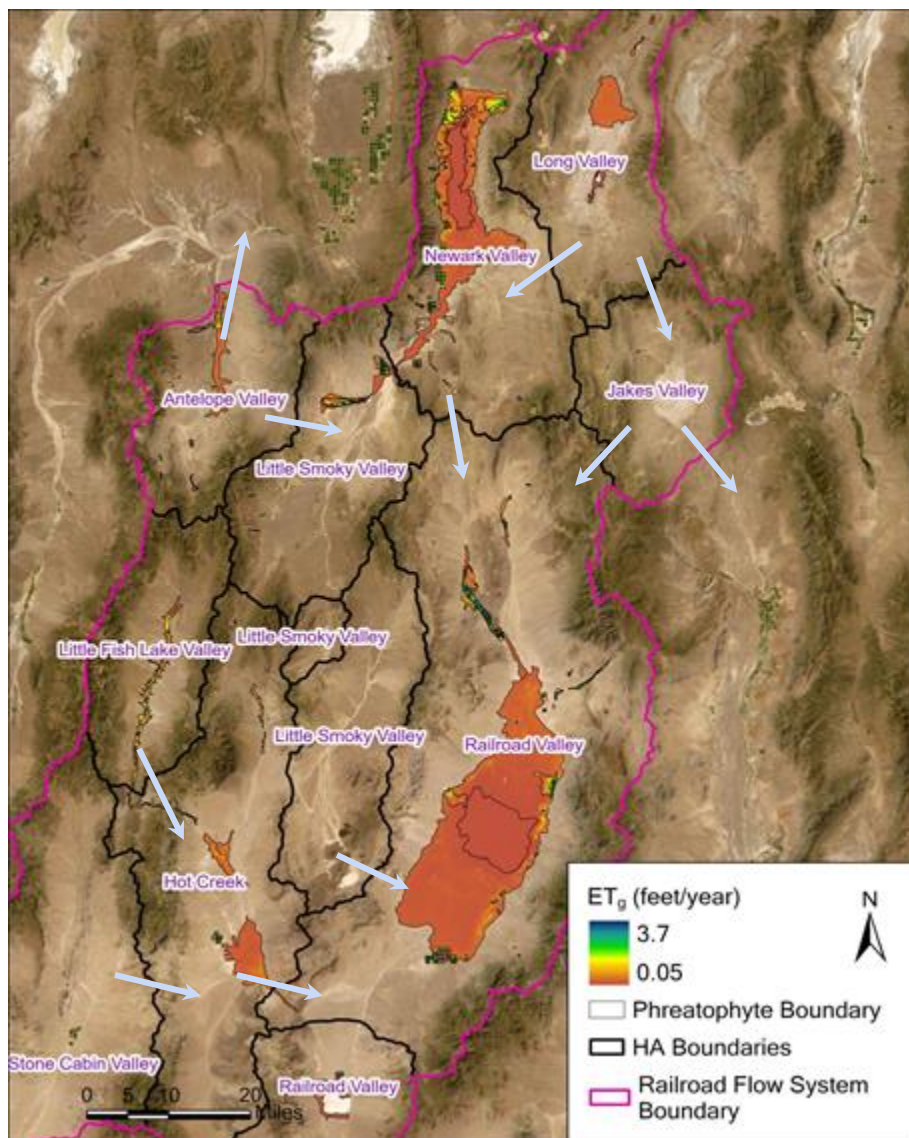 Long Valley
Newark Valley
Antelope Valley
Jakes Valley
Little Smoky Valley
Little Fish Lake Valley
Little Smoky Valley
Little Smoky Valley
Railroad Valley
Hot Creek
Stone Cabin Valley
Railroad Valley
0 5 10 20
Miles
ETg (feet/year)
3.7
0.05
N
Phreatophyte Boundary
HA Boundaries
Railroad Flow System
Boundary